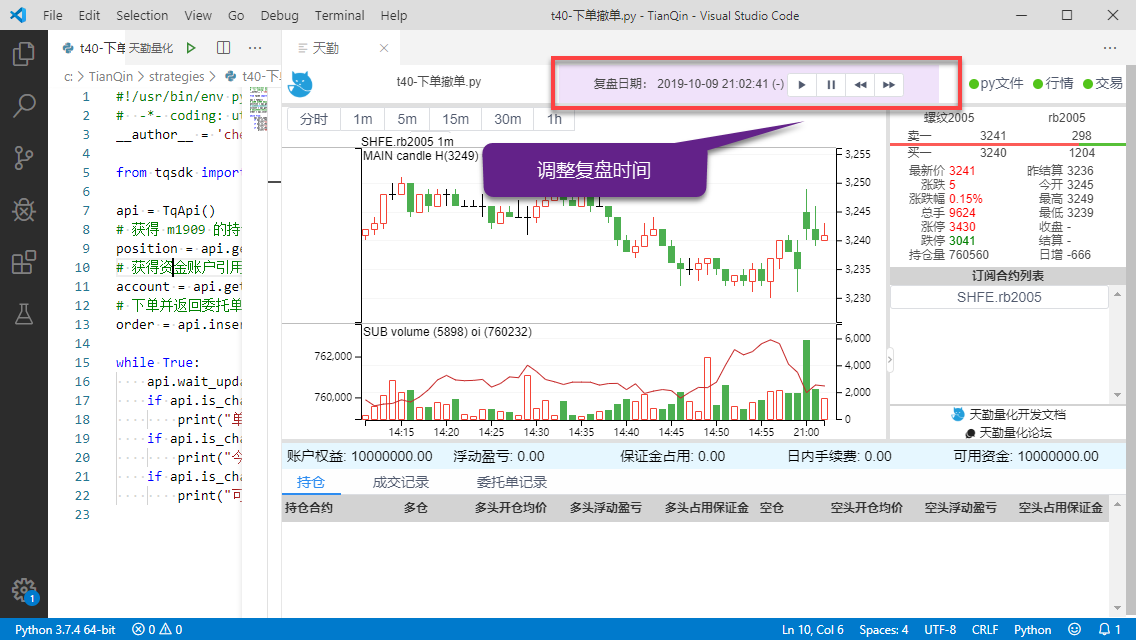 File Edit Selection View Go Debug Terminal Help t40-下单撤单.py - TianQin - Visual Studio Code
t40-下单 天勤量化 ···
天勤 ···
c: > TianQin > strategies > t40-下
t40-下单撤单.py
复盘日期: 2019-10-09 21:02:41 (-)
py文件 行情 交易
1 #!/usr/bin/env py
2 # -*- coding: u
3 __author__ = 'che
4
5 from tqsdk import
6
7 api = TqApi()
8 # 获得 m1909 的持
9 position = api.ge
10 # 获得资金账户引用
11 account = api.get
12 # 下单并返回委托单
13 order = api.inser
14
15 while True:
16 api.wait_upda
17 if api.is_cha
18 print("单
19 if api.is_cha
20 print("今
21 if api.is_cha
22 print("可
23
分时 1m 5m 15m 30m 1h
调整复盘时间
SHFE.rb2005 1m
MAIN candle H(3249)
3,255
3,250
3,245
3,240
3,235
3,230
SUB volume (5898) oi (760232)
762,000
760,000
6,000
4,000
2,000
0
14:15 14:20 14:25 14:30 14:35 14:40 14:45 14:50 14:55 21:00
螺纹2005 rb2005
卖一 3241 298
买一 3240 1204
最新价 3241 昨结算 3236
涨跌 5 今开 3245
涨跌幅 0.15% 最高 3249
总手 9624 最低 3239
涨停 3430 收盘 -
跌停 3041 结算 -
持仓量 760560 日增 -666
订阅合约列表
SHFE.rb2005
天勤量化开发文档
天勤量化论坛
账户权益: 10000000.00 浮动盈亏: 0.00 保证金占用: 0.00 日内手续费: 0.00 可用资金: 10000000.00
持仓 成交记录 委托单记录
持仓合约 多仓 多头开仓均价 多头浮动盈亏 多头占用保证金 空仓 空头开仓均价 空头浮动盈亏 空头占用保证金
1
Python 3.7.4 64-bit 0 0 Ln 10, Col 6 Spaces: 4 UTF-8 CRLF Python 1